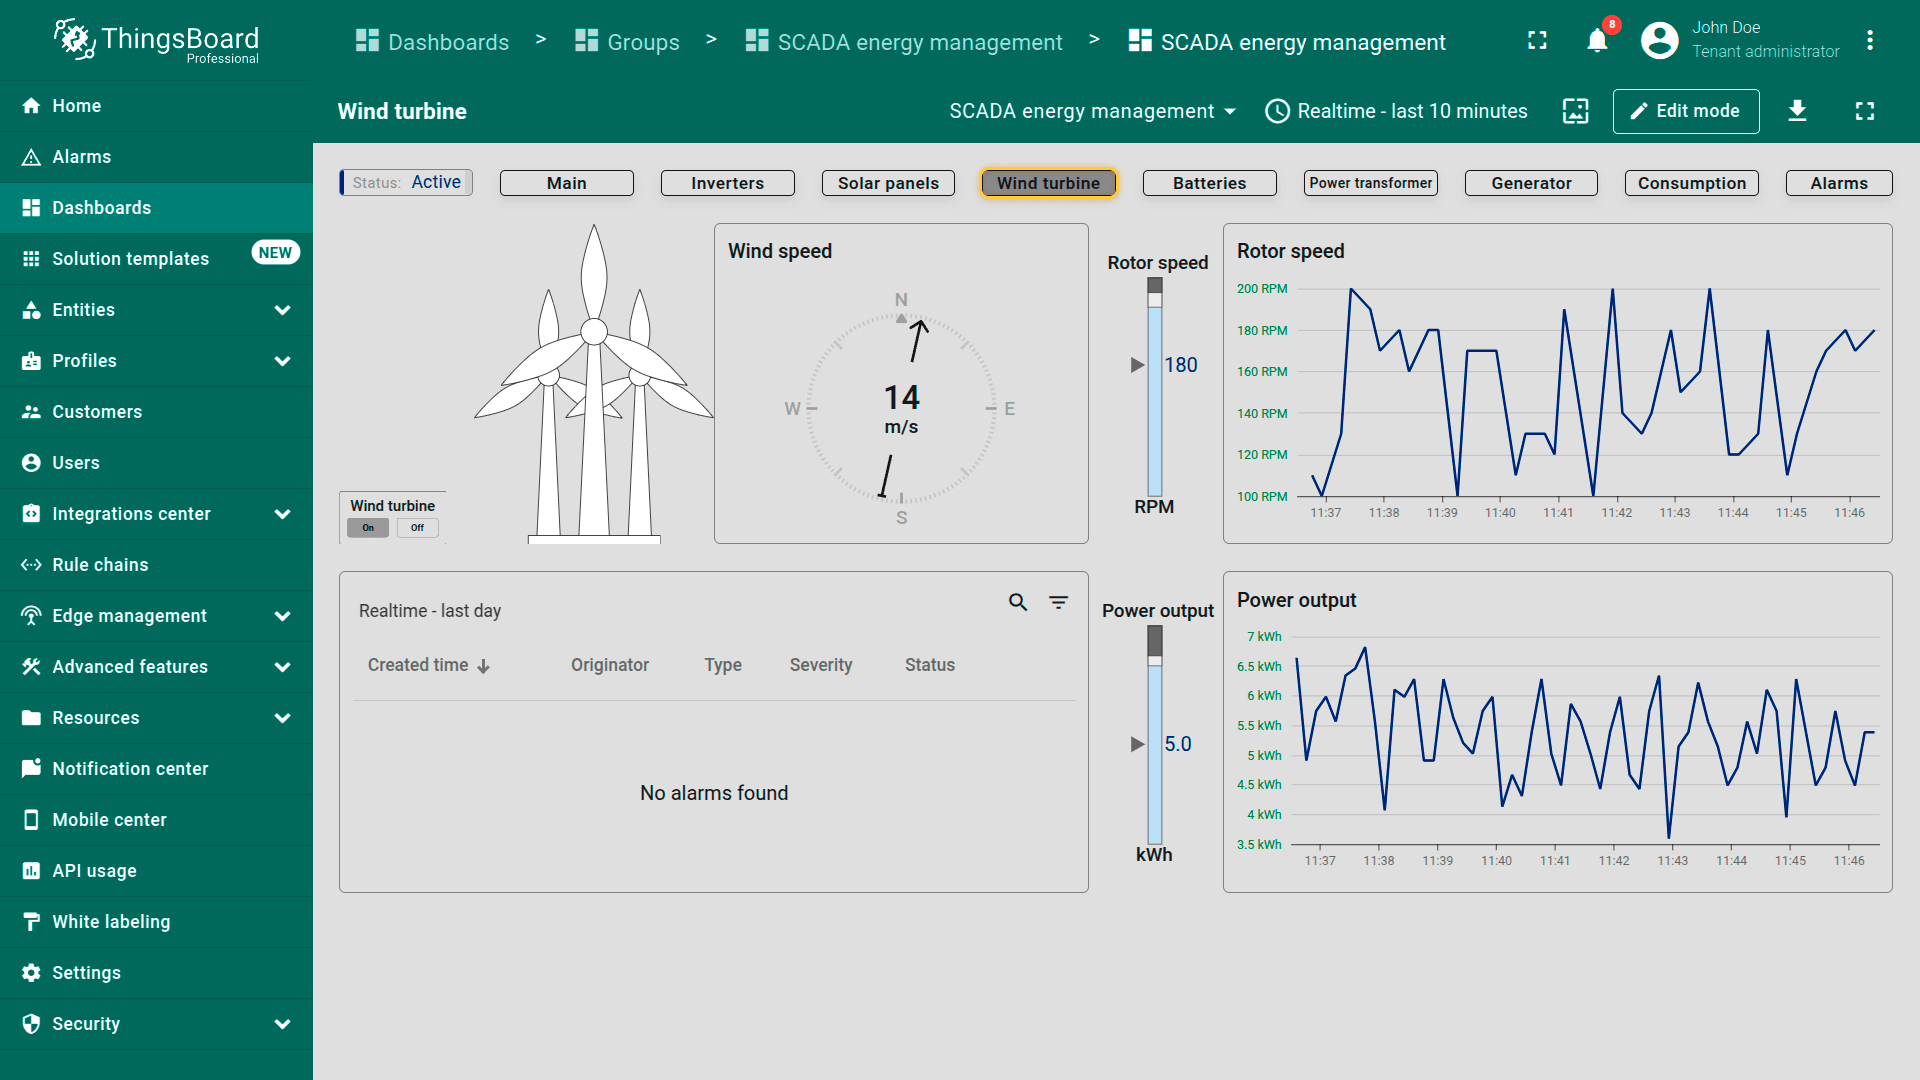 ThingsBoard
Professional
Dashboards > Groups > SCADA energy management > SCADA energy management
8
John Doe
Tenant administrator
Wind turbine
SCADA energy management
Realtime - last 10 minutes
Edit mode
Home
Alarms
Dashboards
Solution templates
NEW
Entities
Profiles
Customers
Users
Integrations center
Rule chains
Edge management
Advanced features
Resources
Notification center
Mobile center
API usage
White labeling
Settings
Security
Status: Active
Main
Inverters
Solar panels
Wind turbine
Batteries
Power transformer
Generator
Consumption
Alarms
Wind turbine
On Off
Wind speed
N
W E
S
14
m/s
Rotor speed
180
RPM
Rotor speed
200 RPM
180 RPM
160 RPM
140 RPM
120 RPM
100 RPM
11:37 11:38 11:39 11:40 11:41 11:42 11:43 11:44 11:45 11:46
Realtime - last day
Created time Originator Type Severity Status
No alarms found
Power output
5.0
kWh
Power output
7 kWh
6.5 kWh
6 kWh
5.5 kWh
5 kWh
4.5 kWh
4 kWh
3.5 kWh
11:37 11:38 11:39 11:40 11:41 11:42 11:43 11:44 11:45 11:46